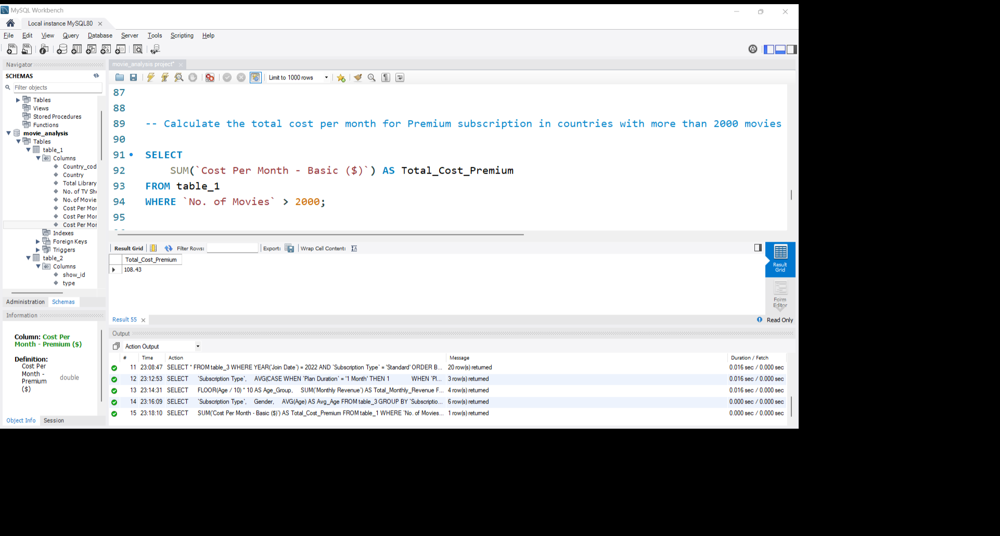 MySQL Workbench
Local instance MySQL80
File Edit View Query Database Server Tools Scripting Help
Navigator
SCHEMAS
Filter objects
Tables
Views
Stored Procedures
Functions
movie_analysis
Tables
table_1
Columns
Country_cod
Country
Total Library
No. of TV Sh
No. of Movie
Cost Per Mor
Cost Per Mor
Cost Per Mor
Indexes
Foreign Keys
Triggers
table_2
Columns
show_id
type
Administration Schemas
Information
Column: Cost Per
Month - Premium ($)
Definition:
Cost Per
Month -
Premium
($)
double
Object Info Session
movie_analysis project*
Limit to 1000 rows
87
88
89 -- Calculate the total cost per month for Premium subscription in countries with more than 2000 movies
90
91 SELECT
92 SUM(`Cost Per Month - Basic ($)`) AS Total_Cost_Premium
93 FROM table_1
94 WHERE `No. of Movies` > 2000;
95
Result Grid Filter Rows: Export: Wrap Cell Content:
Total_Cost_Premium
108.43
Result Grid
Form Editor
Result 55
Read Only
Output
Action Output
# Time Action Message Duration / Fetch
11 23:08:47 SELECT * FROM table_3 WHERE YEAR(`Join Date`) = 2022 AND `Subscription Type` = 'Standard' ORDER B... 20 row(s) returned 0.016 sec / 0.000 sec
12 23:12:53 SELECT `Subscription Type`, AVG(CASE WHEN `Plan Duration` = '1 Month' THEN 1 WHEN `Pl... 3 row(s) returned 0.016 sec / 0.000 sec
13 23:14:31 SELECT FLOOR(Age / 10) * 10 AS Age_Group, SUM(`Monthly Revenue`) AS Total_Monthly_Revenue F... 4 row(s) returned 0.016 sec / 0.000 sec
14 23:16:09 SELECT `Subscription Type`, Gender, AVG(Age) AS Avg_Age FROM table_3 GROUP BY `Subscriptio... 6 row(s) returned 0.000 sec / 0.000 sec
15 23:18:10 SELECT SUM(`Cost Per Month - Basic ($)`) AS Total_Cost_Premium FROM table_1 WHERE `No. of Movies... 1 row(s) returned 0.000 sec / 0.000 sec